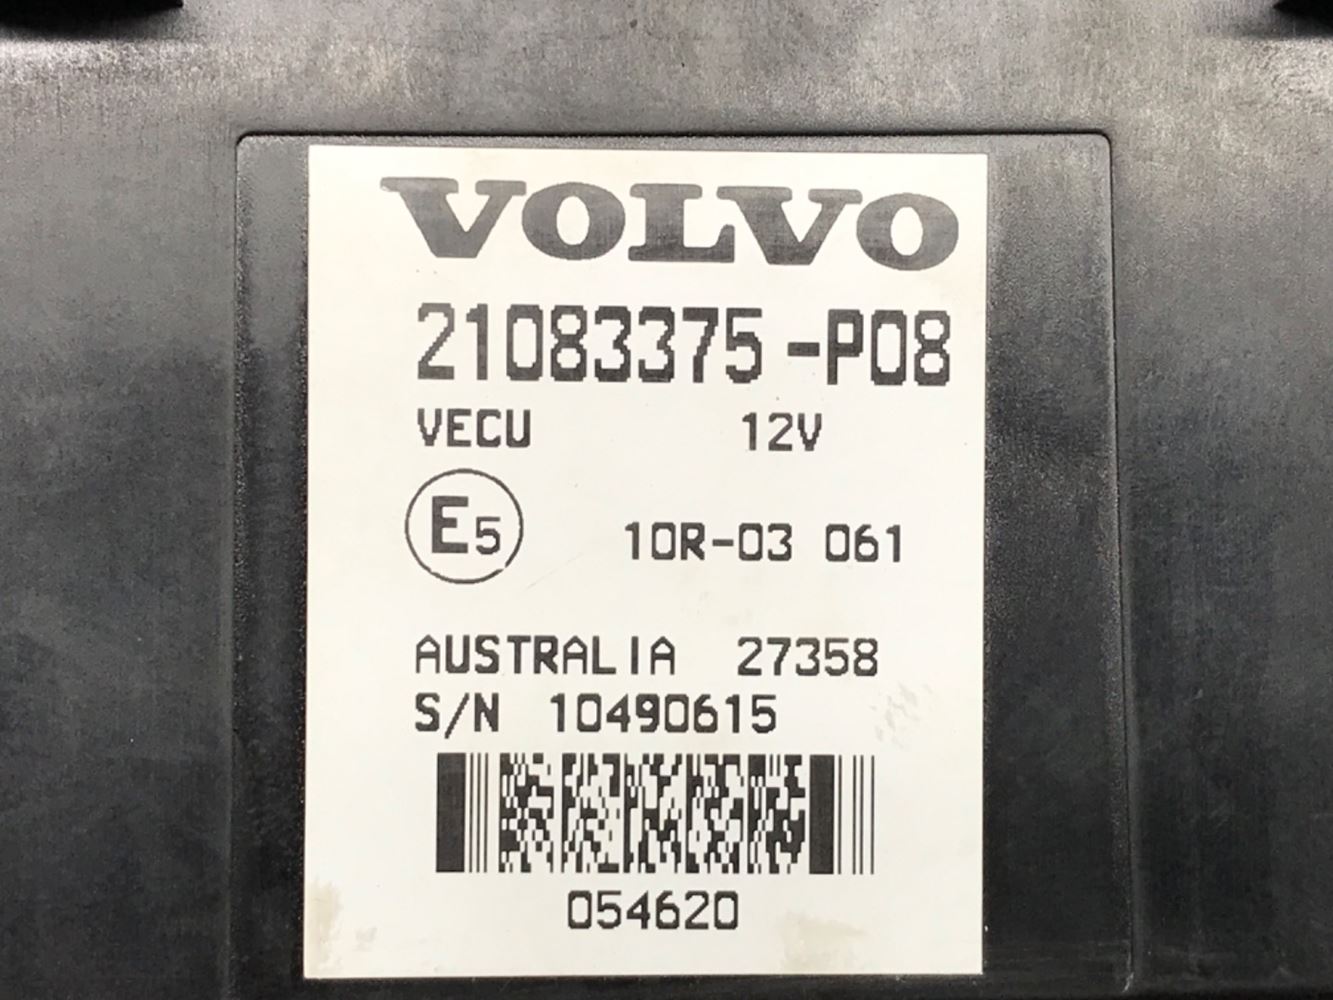 VOLVO
21083375-P08
VECU 12V
E5 10R-03 061
AUSTRALIA 27358
S/N 10490615
054620